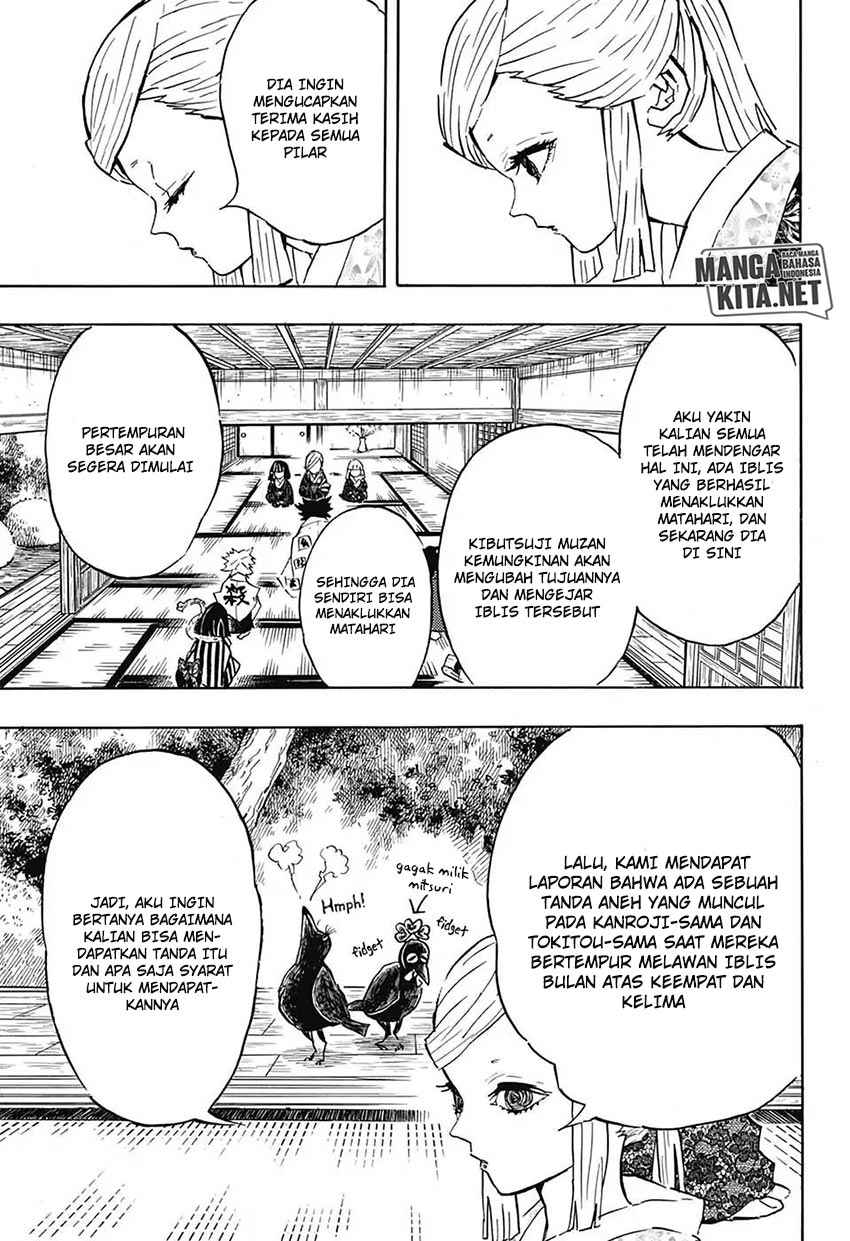 DIA INGIN
MENGUCAPKAN
TERIMA KASIH
KEPADA SEMUA
PILAR
MANGA
KITA.NET
BACA MANGA
BAHASA
INDONESIA
AKU YAKIN
KALIAN SEMUA
TELAH MENDENGAR
HAL INI, ADA IBLIS
YANG BERHASIL
MENAKLUKKAN
MATAHARI, DAN
SEKARANG DIA
DI SINI
KIBUTSUJI MUZAN
KEMUNGKINAN AKAN
MENGUBAH TUJUANNYA
DAN MENGEJAR
IBLIS TERSEBUT
SEHINGGA DIA
SENDIRI BISA
MENAKLUKKAN
MATAHARI
PERTEMPURAN
BESAR AKAN
SEGERA DIMULAI
殺
LALU, KAMI MENDAPAT
LAPORAN BAHWA ADA SEBUAH
TANDA ANEH YANG MUNCUL
PADA KANROJI-SAMA DAN
TOKITOU-SAMA SAAT MEREKA
BERTEMPUR MELAWAN IBLIS
BULAN ATAS KEEMPAT DAN
KELIMA
gagak milik
mitsuri
Hmph!
fidget
fidget
JADI, AKU INGIN
BERTANYA BAGAIMANA
KALIAN BISA MEN-
DAPATKAN TANDA ITU
DAN APA SAJA SYARAT
UNTUK MENDAPAT-
KANNYA